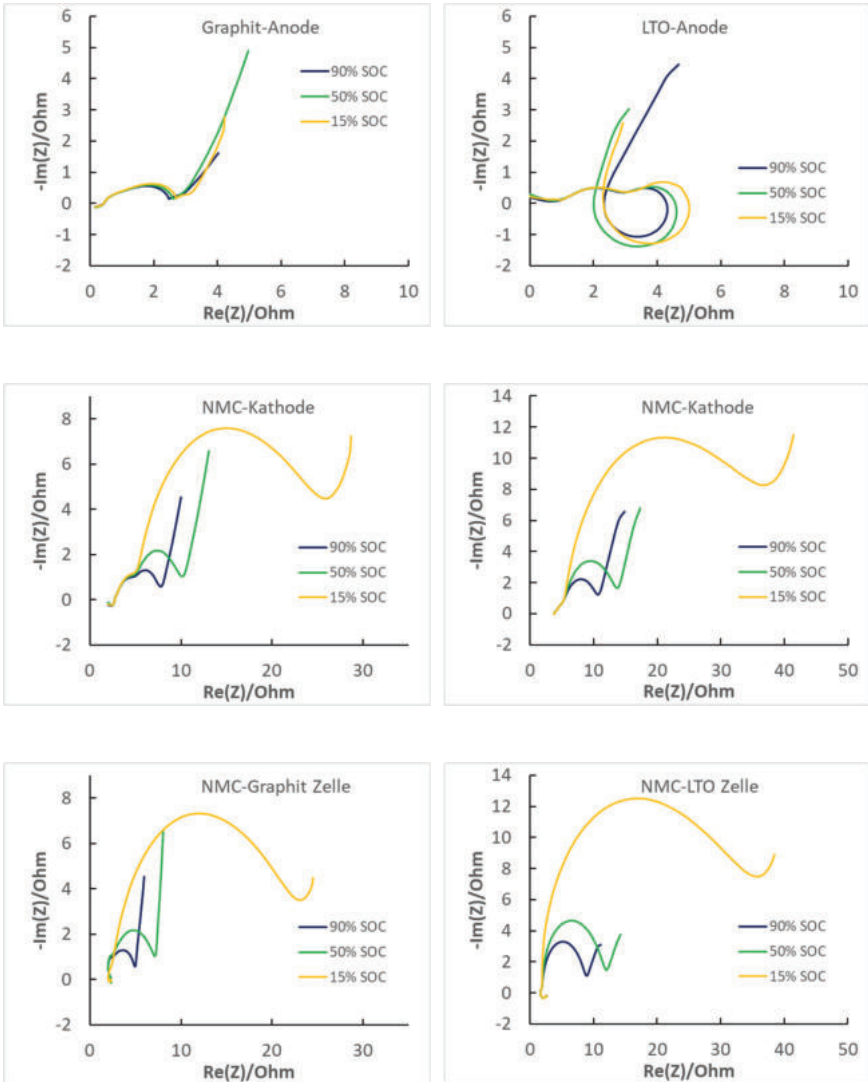 Graphit-Anode
6
5
4
3
2
1
0
-1
-2
-Im(Z)/Ohm
90% SOC
50% SOC
15% SOC
0 2 4 6 8 10
Re(Z)/Ohm
LTO-Anode
6
5
4
3
2
1
0
-1
-2
-Im(Z)/Ohm
90% SOC
50% SOC
15% SOC
0 2 4 6 8 10
Re(Z)/Ohm
NMC-Kathode
8
6
4
2
0
-2
-Im(Z)/Ohm
90% SOC
50% SOC
15% SOC
0 10 20 30
Re(Z)/Ohm
NMC-Kathode
14
12
10
8
6
4
2
0
-2
-Im(Z)/Ohm
90% SOC
50% SOC
15% SOC
0 10 20 30 40 50
Re(Z)/Ohm
NMC-Graphit Zelle
8
6
4
2
0
-2
-Im(Z)/Ohm
90% SOC
50% SOC
15% SOC
0 10 20 30
Re(Z)/Ohm
NMC-LTO Zelle
14
12
10
8
6
4
2
0
-2
-Im(Z)/Ohm
90% SOC
50% SOC
15% SOC
0 10 20 30 40 50
Re(Z)/Ohm